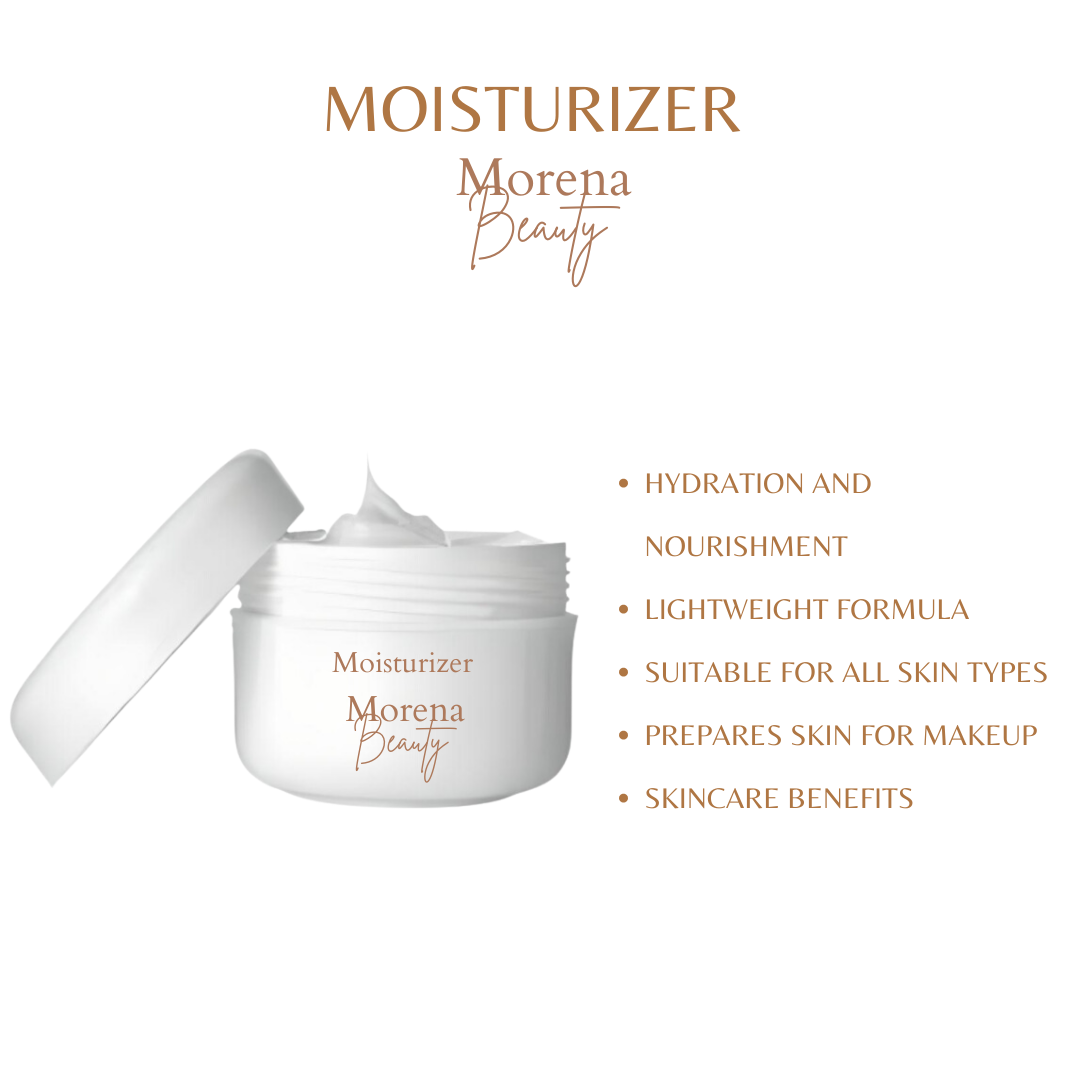 MOISTURIZER
Morena
Beauty
Moisturizer
Morena
Beauty
• HYDRATION AND
NOURISHMENT
• LIGHTWEIGHT FORMULA
• SUITABLE FOR ALL SKIN TYPES
• PREPARES SKIN FOR MAKEUP
• SKINCARE BENEFITS